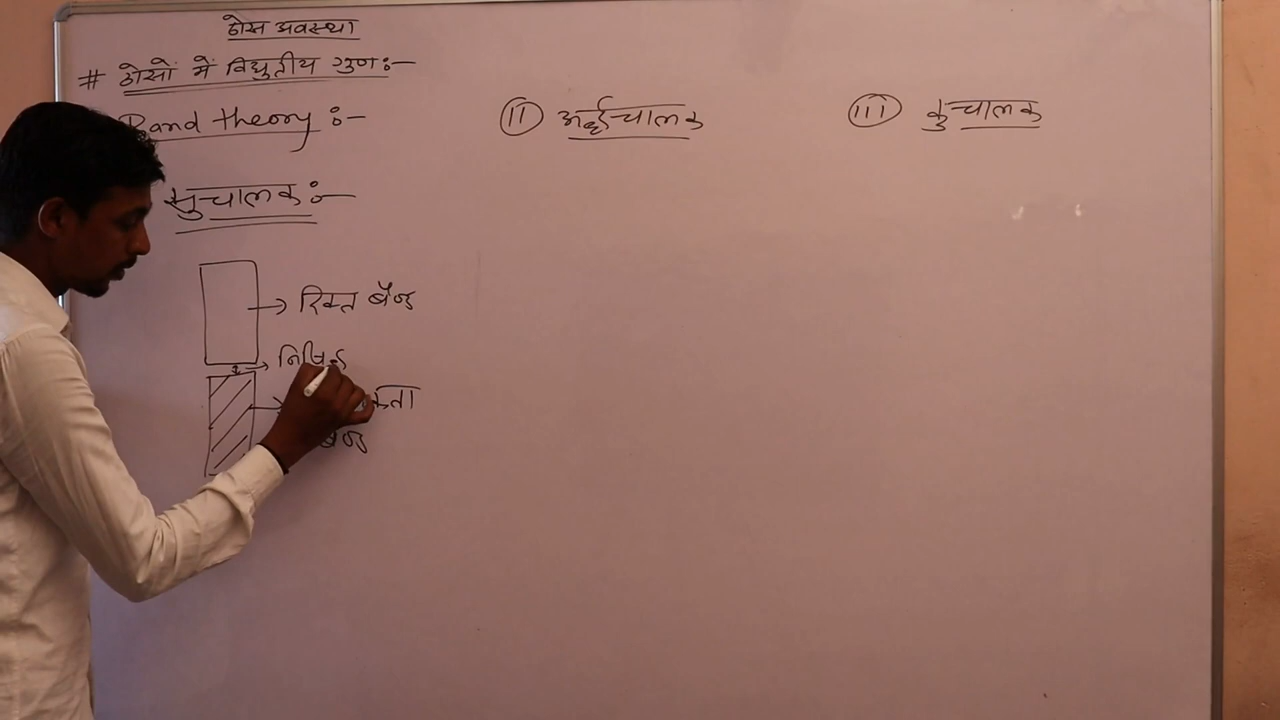 ठोस अवस्था
# ठोसों में विद्युतीय गुण :-
Band theory :-
सुचालक :-
→ रिक्त बैण्ड
बैण्ड
(II) अर्द्धचालक
(III) कुचालक